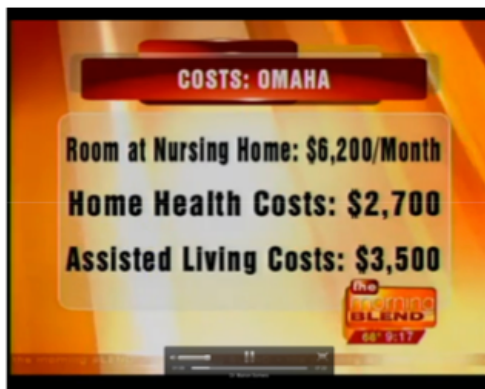 COSTS: OMAHA
Room at Nursing Home: $6,200/Month
Home Health Costs: $2,700
Assisted Living Costs: $3,500
the
morning
BLEND
66° 9:17